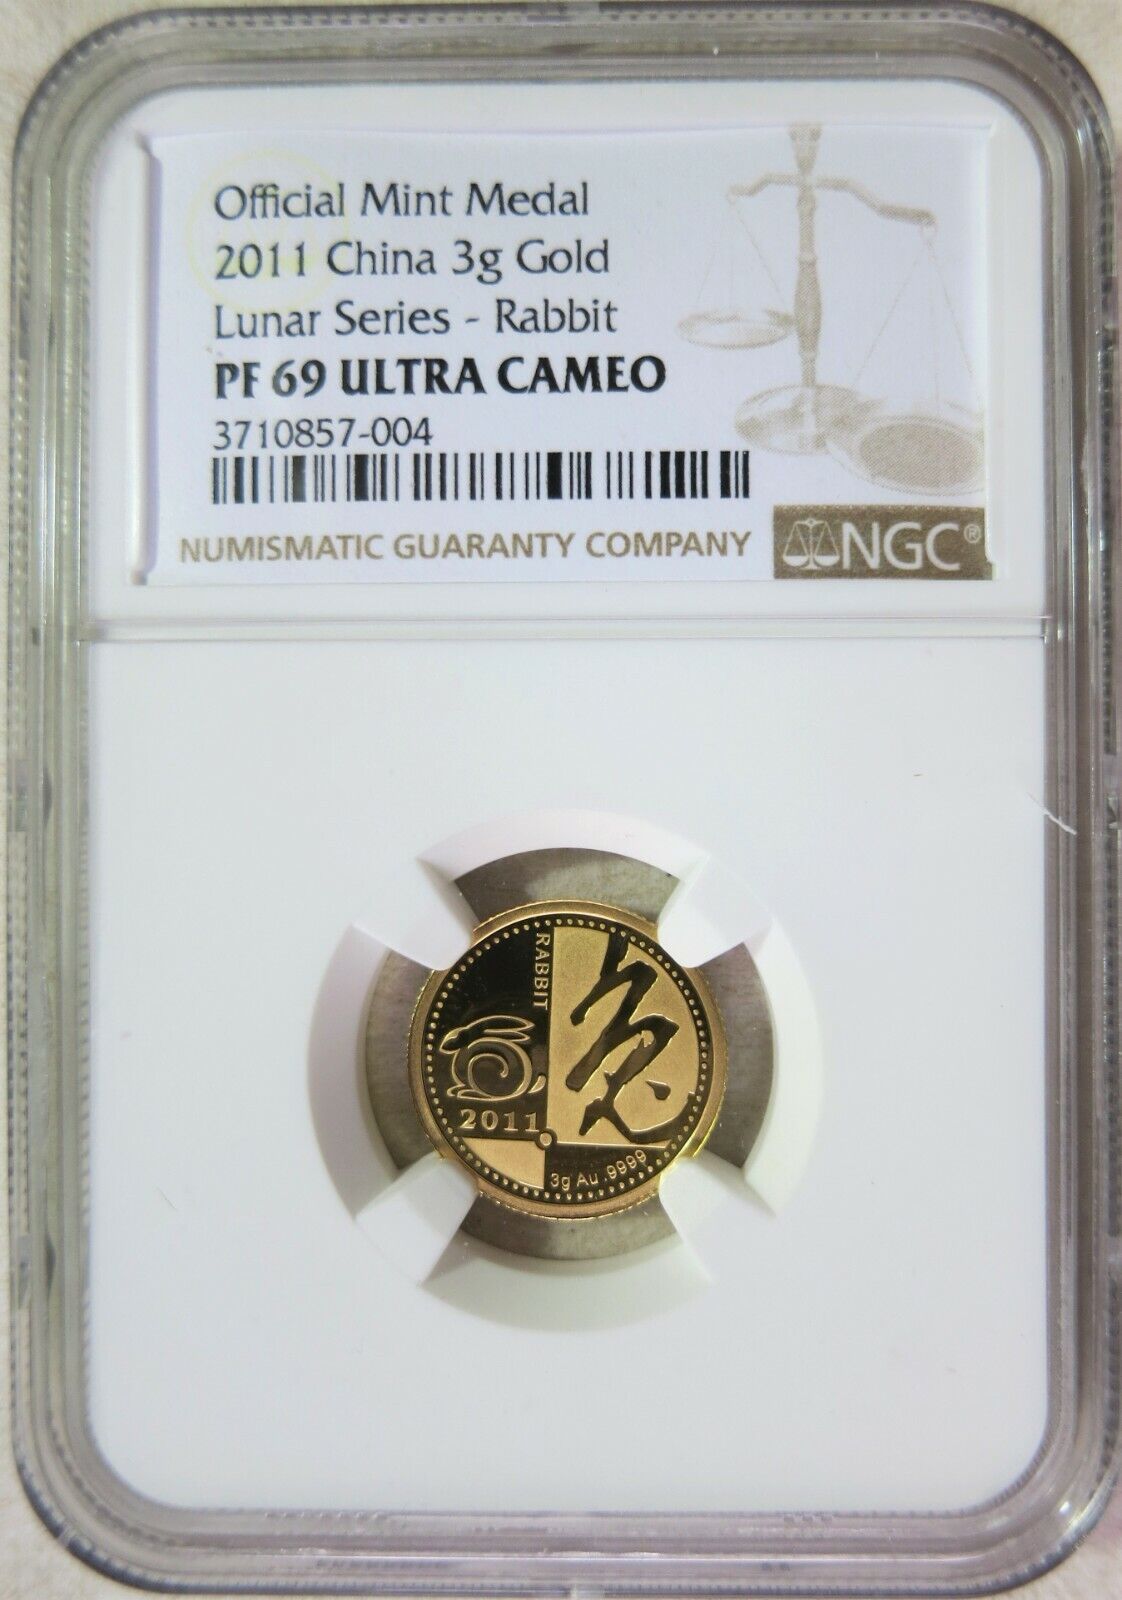 Official Mint Medal
2011 China 3g Gold
Lunar Series - Rabbit
PF 69 ULTRA CAMEO
3710857-004
NUMISMATIC GUARANTY COMPANY
NGC®
RABBIT
兔
2011
3g Au .9999